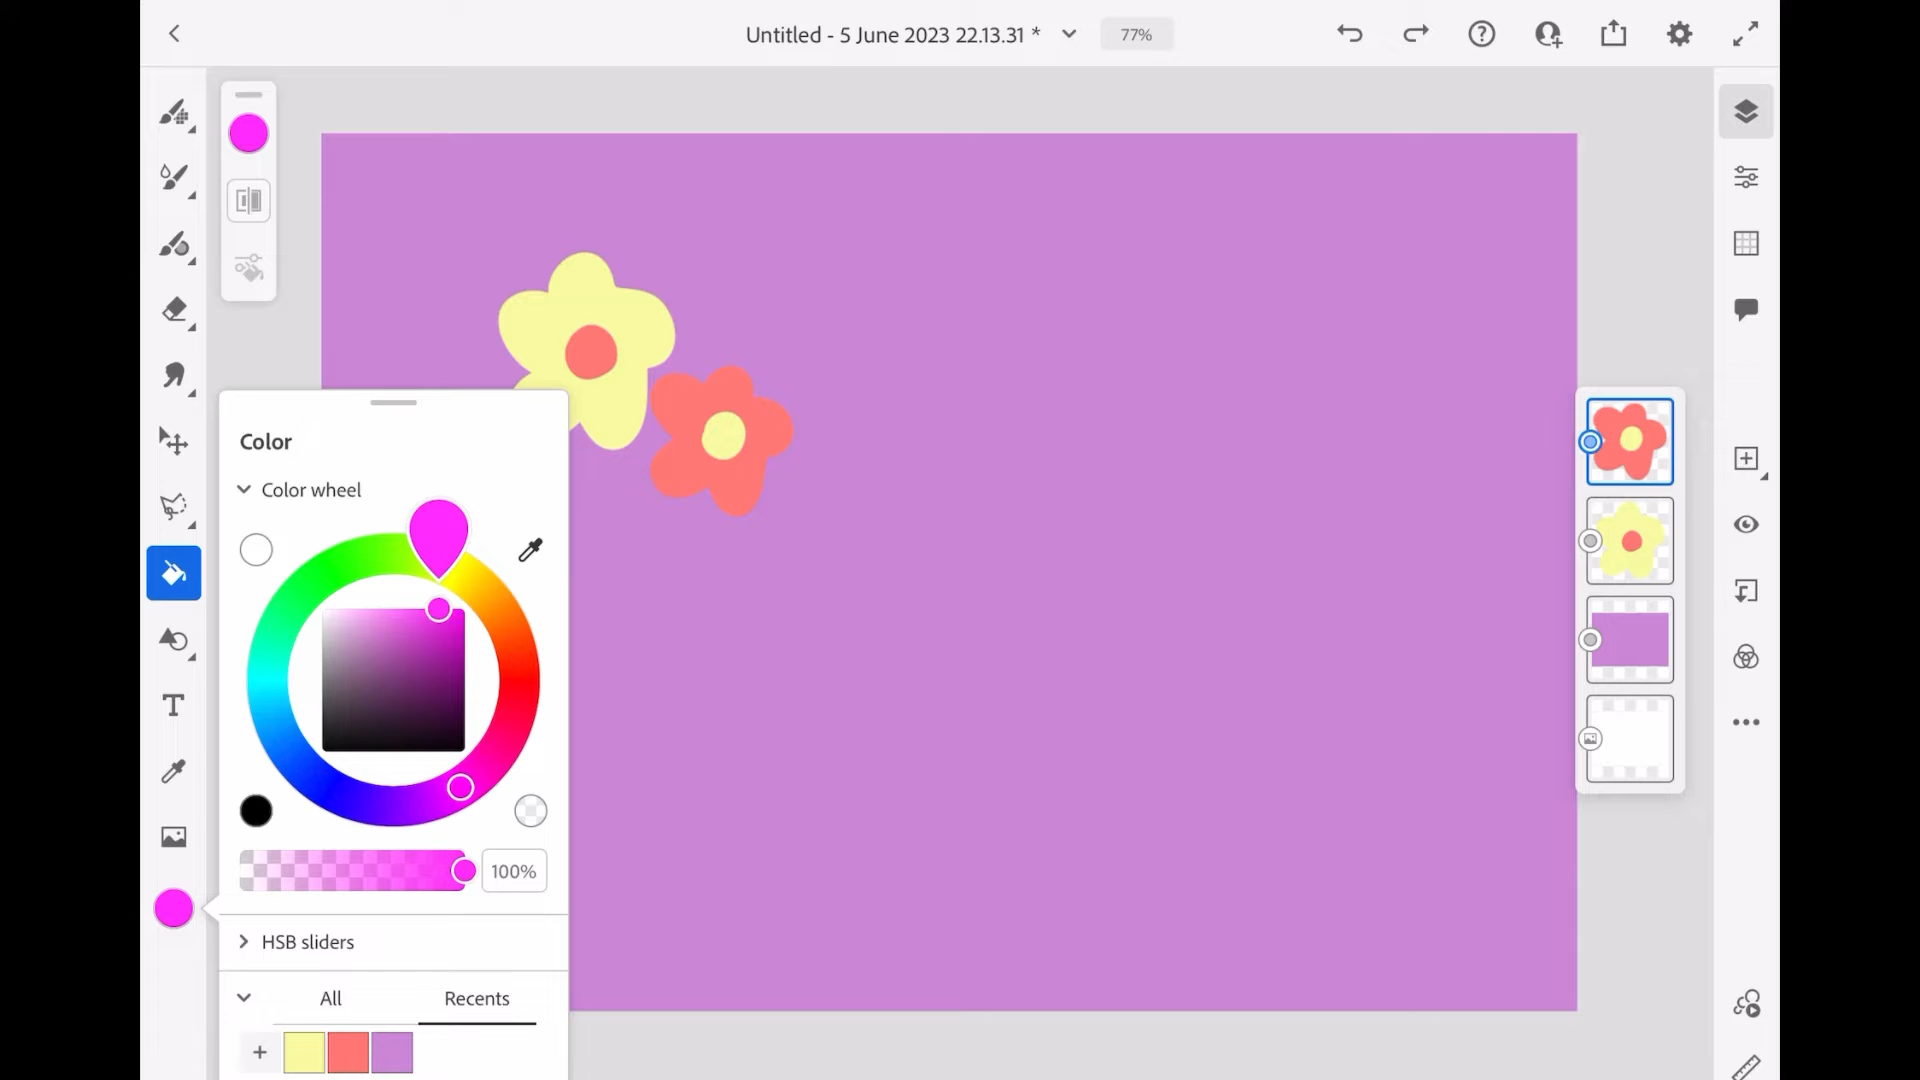 Untitled - 5 June 2023 22.13.31 *
77%
Color
Color wheel
100%
HSB sliders
All
Recents